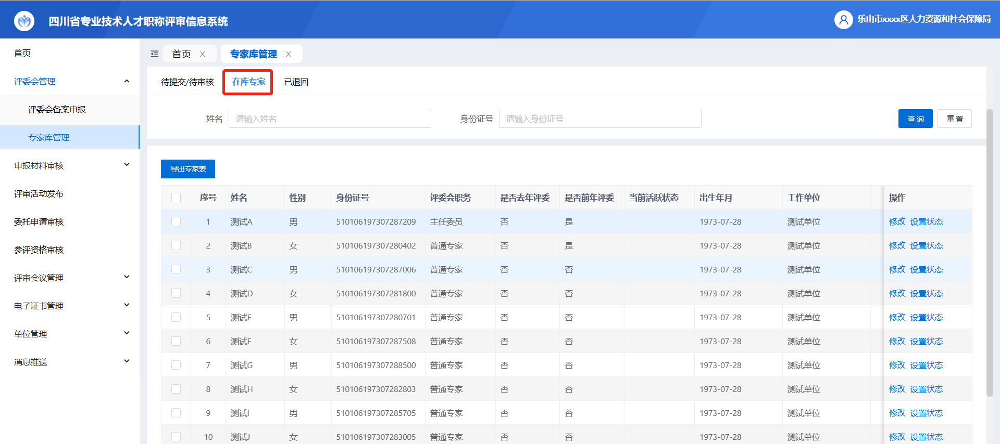 四川省专业技术人才职称评审信息系统
乐山市xxxx区人力资源和社会保障局
首页
评委会管理
评委会备案申报
专家库管理
申报材料审核
评审活动发布
委托申请审核
参评资格审核
评审会议管理
电子证书管理
单位管理
消息推送
首页 专家库管理
待提交/待审核 在库专家 已退回
姓名 请输入姓名 身份证号 请输入身份证号 查询 重置
导出专家表
序号 姓名 性别 身份证号 评委会职务 是否去年评委 是否前年评委 当前活跃状态 出生年月 工作单位 操作
1 测试A 男 510106197307287209 主任委员 否 是 1973-07-28 测试单位 修改 设置状态
2 测试B 女 510106197307280402 普通专家 否 是 1973-07-28 测试单位 修改 设置状态
3 测试C 男 510106197307287006 普通专家 否 否 1973-07-28 测试单位 修改 设置状态
4 测试D 女 510106197307281800 普通专家 否 否 1973-07-28 测试单位 修改 设置状态
5 测试E 男 510106197307280701 普通专家 否 否 1973-07-28 测试单位 修改 设置状态
6 测试F 女 510106197307287508 普通专家 否 否 1973-07-28 测试单位 修改 设置状态
7 测试G 男 510106197307288500 普通专家 否 否 1973-07-28 测试单位 修改 设置状态
8 测试H 女 510106197307282803 普通专家 否 否 1973-07-28 测试单位 修改 设置状态
9 测试I 男 510106197307285705 普通专家 否 否 1973-07-28 测试单位 修改 设置状态
10 测试J 女 510106197307283005 普通专家 否 否 1973-07-28 测试单位 修改 设置状态